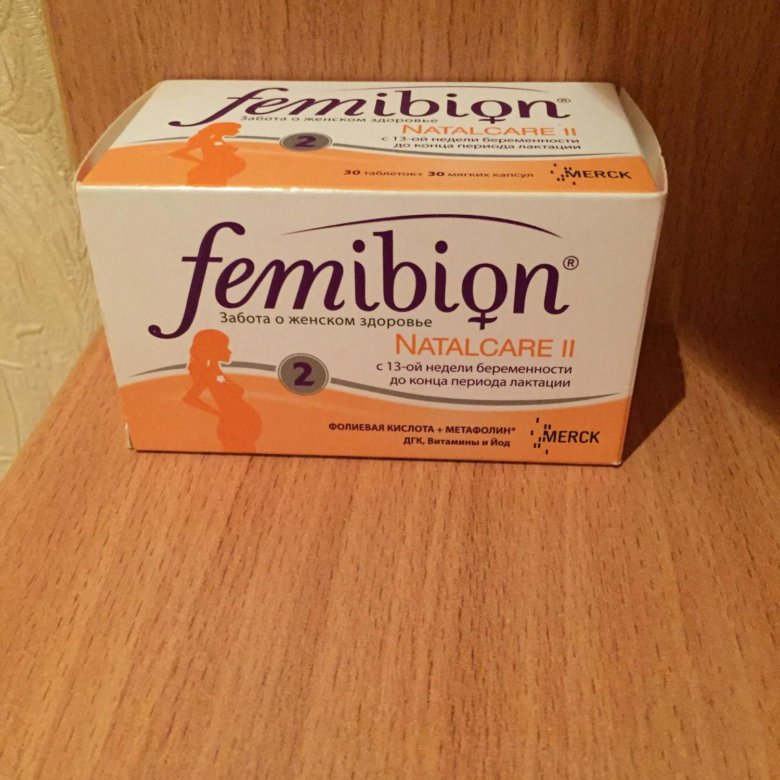 femibion®
Забота о женском здоровье
NATALCARE II
2
с 13-ой недели беременности
до конца периода лактации
30 таблеток+ 30 мягких капсул
MERCK
femibion®
Забота о женском здоровье
NATALCARE II
2
с 13-ой недели беременности
до конца периода лактации
ФОЛИЕВАЯ КИСЛОТА + МЕТАФОЛИН*
ДГК, Витамины и Йод
MERCK